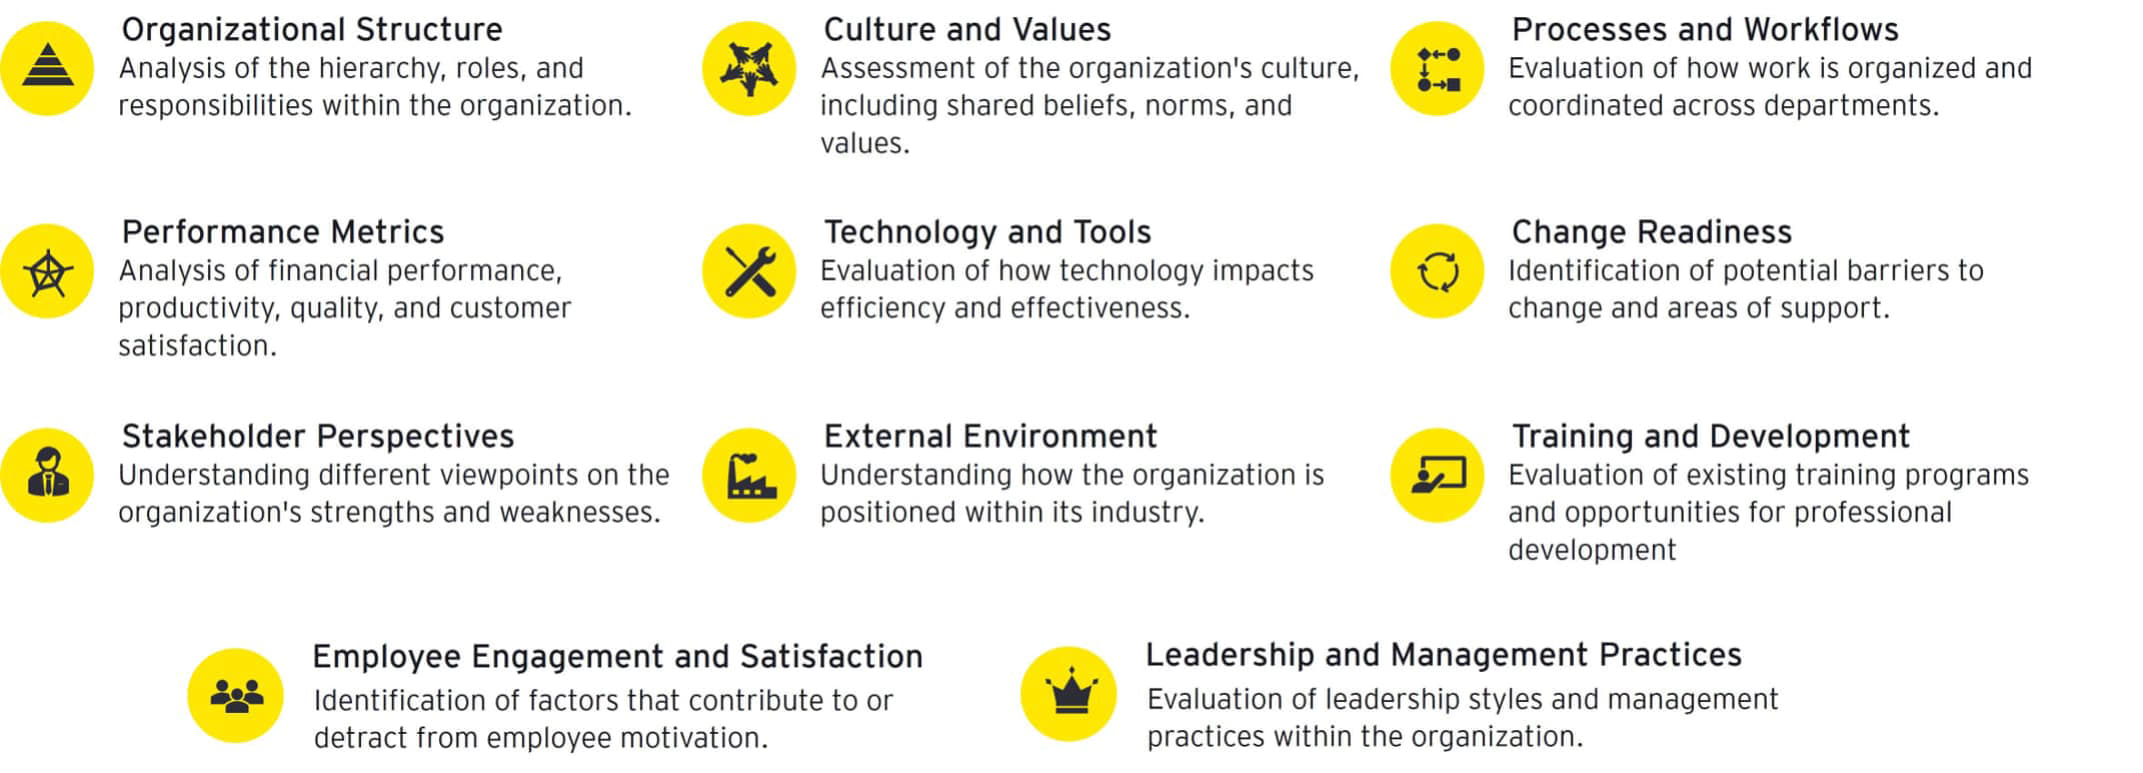 Organizational Structure
Analysis of the hierarchy, roles, and
responsibilities within the organization.
Culture and Values
Assessment of the organization's culture,
including shared beliefs, norms, and
values.
Processes and Workflows
Evaluation of how work is organized and
coordinated across departments.
Performance Metrics
Analysis of financial performance,
productivity, quality, and customer
satisfaction.
Technology and Tools
Evaluation of how technology impacts
efficiency and effectiveness.
Change Readiness
Identification of potential barriers to
change and areas of support.
Stakeholder Perspectives
Understanding different viewpoints on the
organization's strengths and weaknesses.
External Environment
Understanding how the organization is
positioned within its industry.
Training and Development
Evaluation of existing training programs
and opportunities for professional
development
Employee Engagement and Satisfaction
Identification of factors that contribute to or
detract from employee motivation.
Leadership and Management Practices
Evaluation of leadership styles and management
practices within the organization.